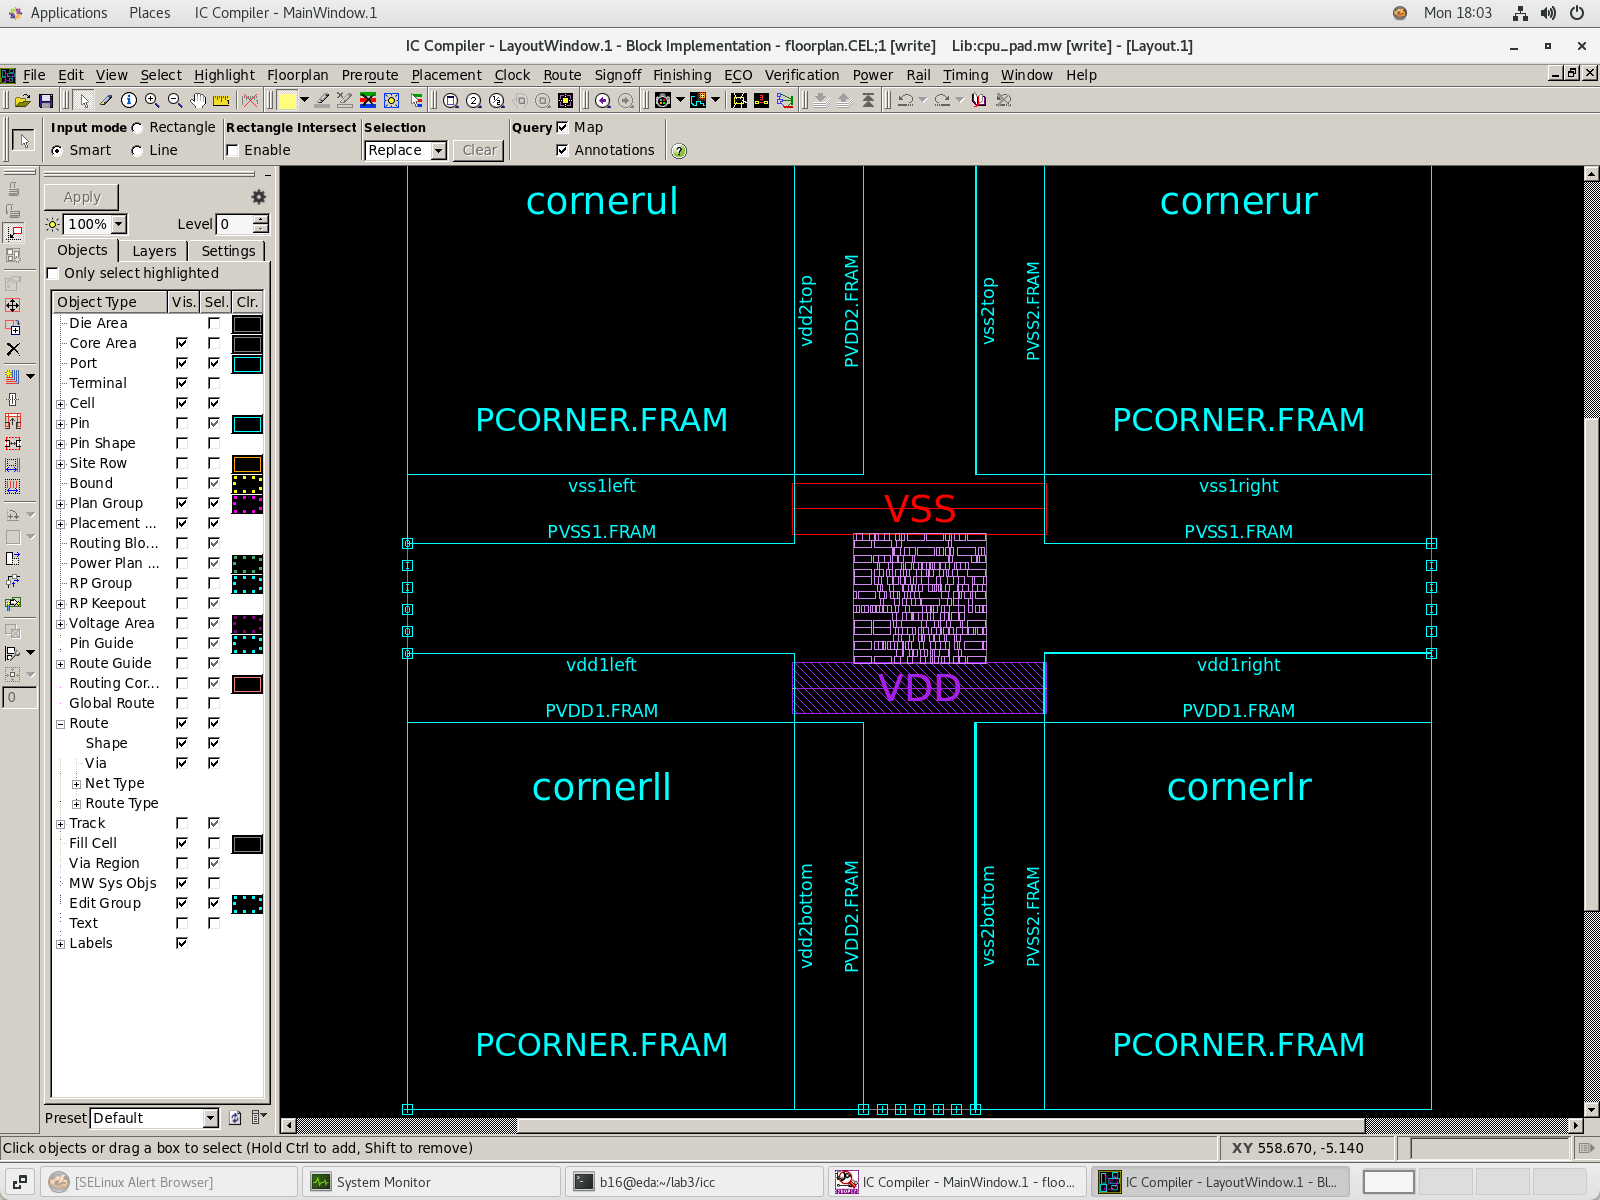 Applications Places IC Compiler - MainWindow.1 Mon 18:03
IC Compiler - LayoutWindow.1 - Block Implementation - floorplan.CEL;1 [write] Lib:cpu_pad.mw [write] - [Layout.1]
File Edit View Select Highlight Floorplan Preroute Placement Clock Route Signoff Finishing ECO Verification Power Rail Timing Window Help
Input mode Rectangle Rectangle Intersect Selection Query Map
Smart Line Enable Replace Clear Annotations
Apply
100% Level 0
Objects Layers Settings
Only select highlighted
Object Type Vis. Sel. Clr.
Die Area
Core Area
Port
Terminal
Cell
Pin
Pin Shape
Site Row
Bound
Plan Group
Placement ...
Routing Blo...
Power Plan ...
RP Group
RP Keepout
Voltage Area
Pin Guide
Route Guide
Routing Cor...
Global Route
Route
Shape
Via
Net Type
Route Type
Track
Fill Cell
Via Region
MW Sys Objs
Edit Group
Text
Labels
Preset Default
0
cornerul
cornerur
vdd2top
PVDD2.FRAM
vss2top
PVSS2.FRAM
PCORNER.FRAM
PCORNER.FRAM
vss1left
vss1right
VSS
PVSS1.FRAM
PVSS1.FRAM
vdd1left
vdd1right
VDD
PVDD1.FRAM
PVDD1.FRAM
cornerll
cornerlr
vdd2bottom
PVDD2.FRAM
vss2bottom
PVSS2.FRAM
PCORNER.FRAM
PCORNER.FRAM
Click objects or drag a box to select (Hold Ctrl to add, Shift to remove) XY 558.670, -5.140
[SELinux Alert Browser] System Monitor b16@eda:~/lab3/icc IC Compiler - MainWindow.1 - floo... IC Compiler - LayoutWindow.1 - Bl...